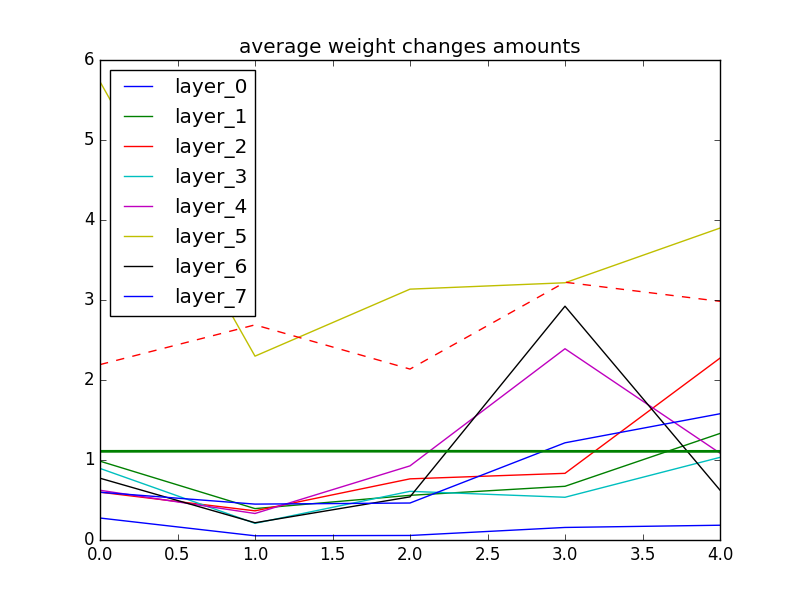 average weight changes amounts
6
5
4
3
2
1
0
layer_0
layer_1
layer_2
layer_3
layer_4
layer_5
layer_6
layer_7
0.0 0.5 1.0 1.5 2.0 2.5 3.0 3.5 4.0